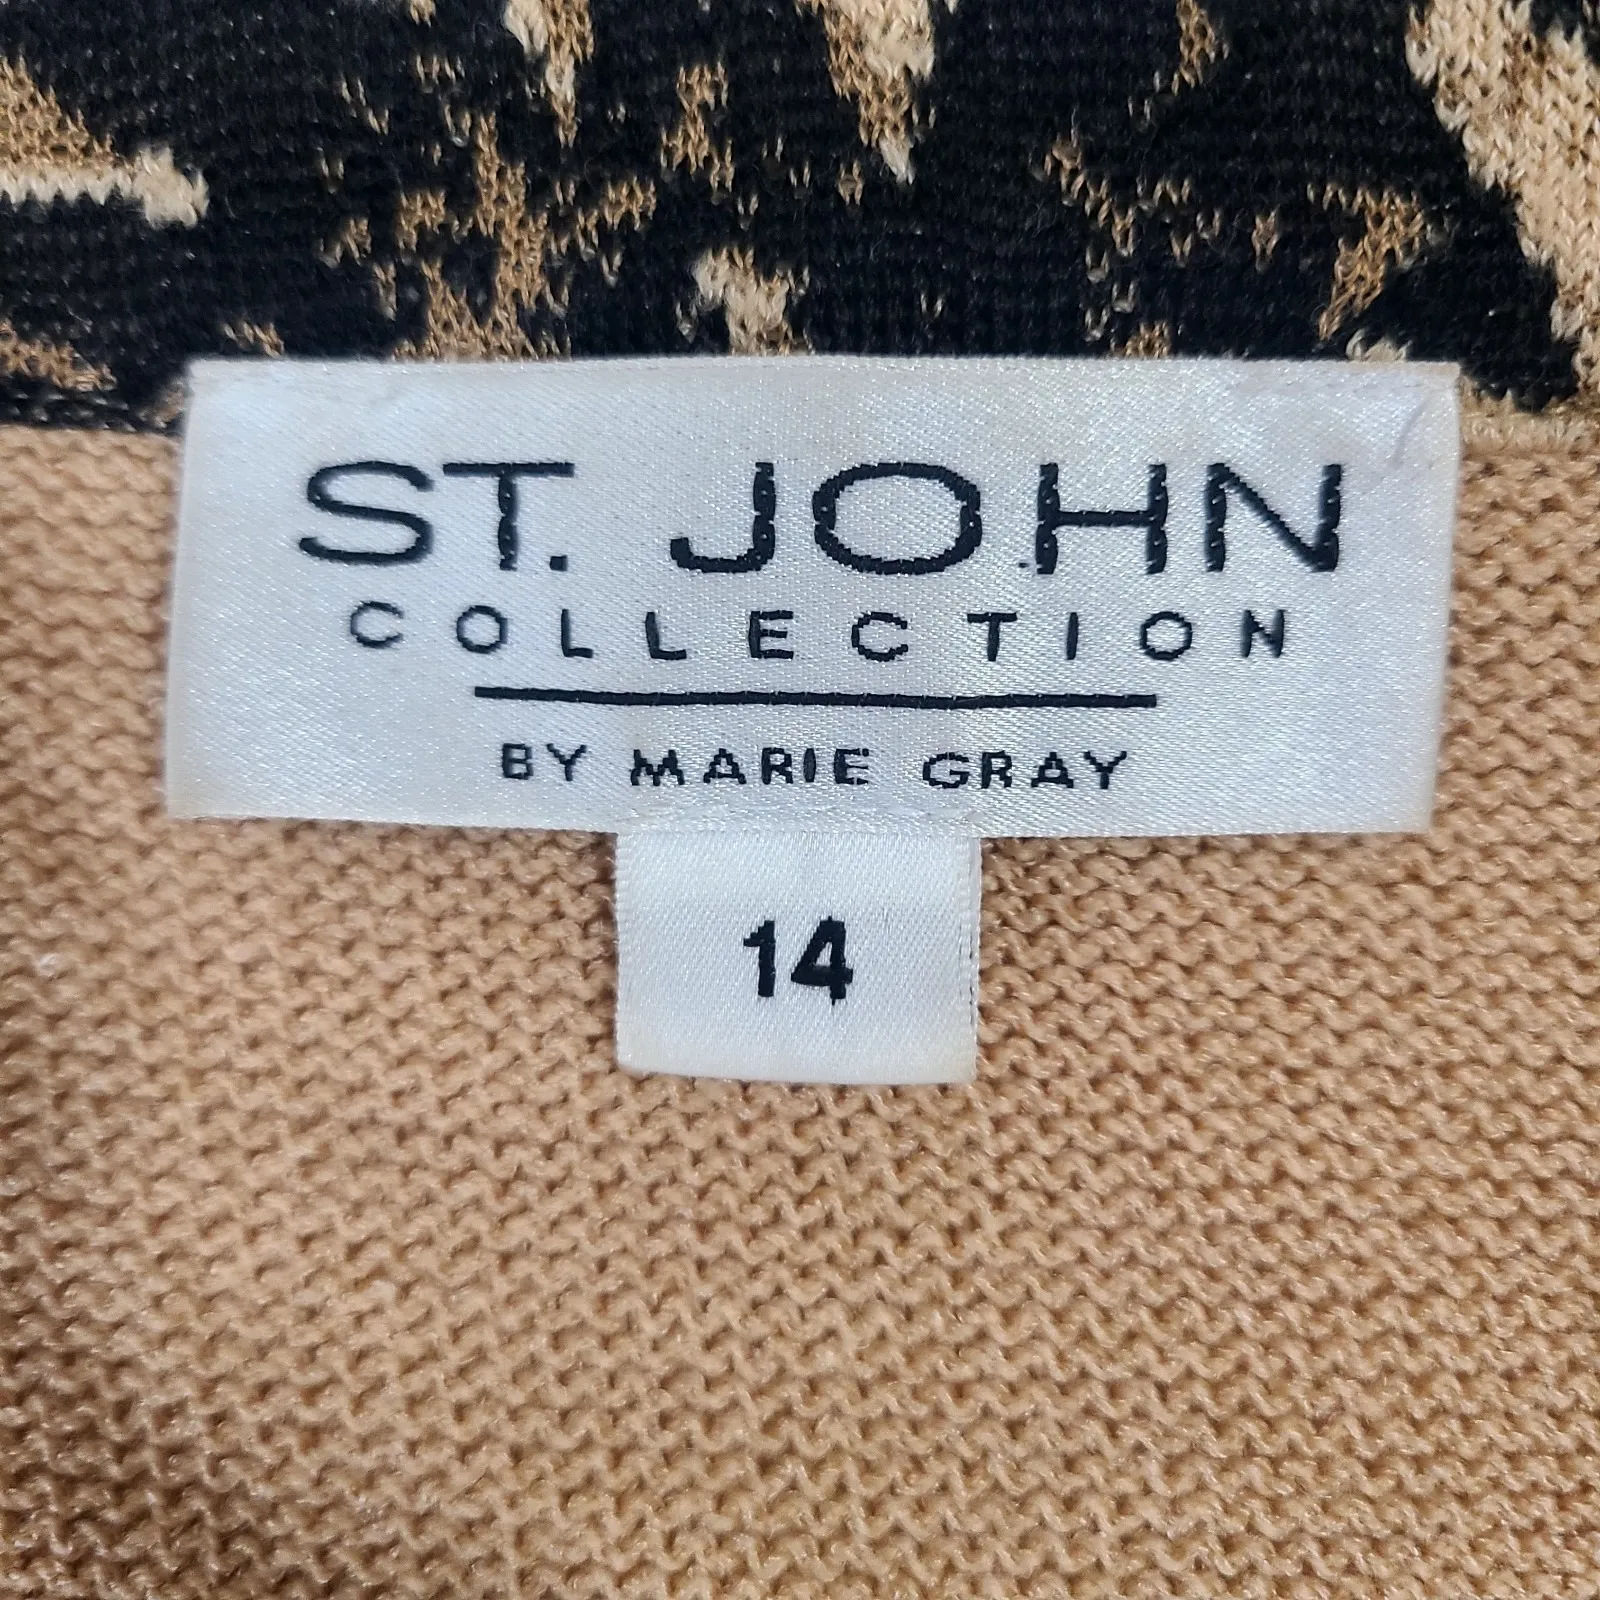 ST. JOHN
COLLECTION
BY MARIE GRAY
14